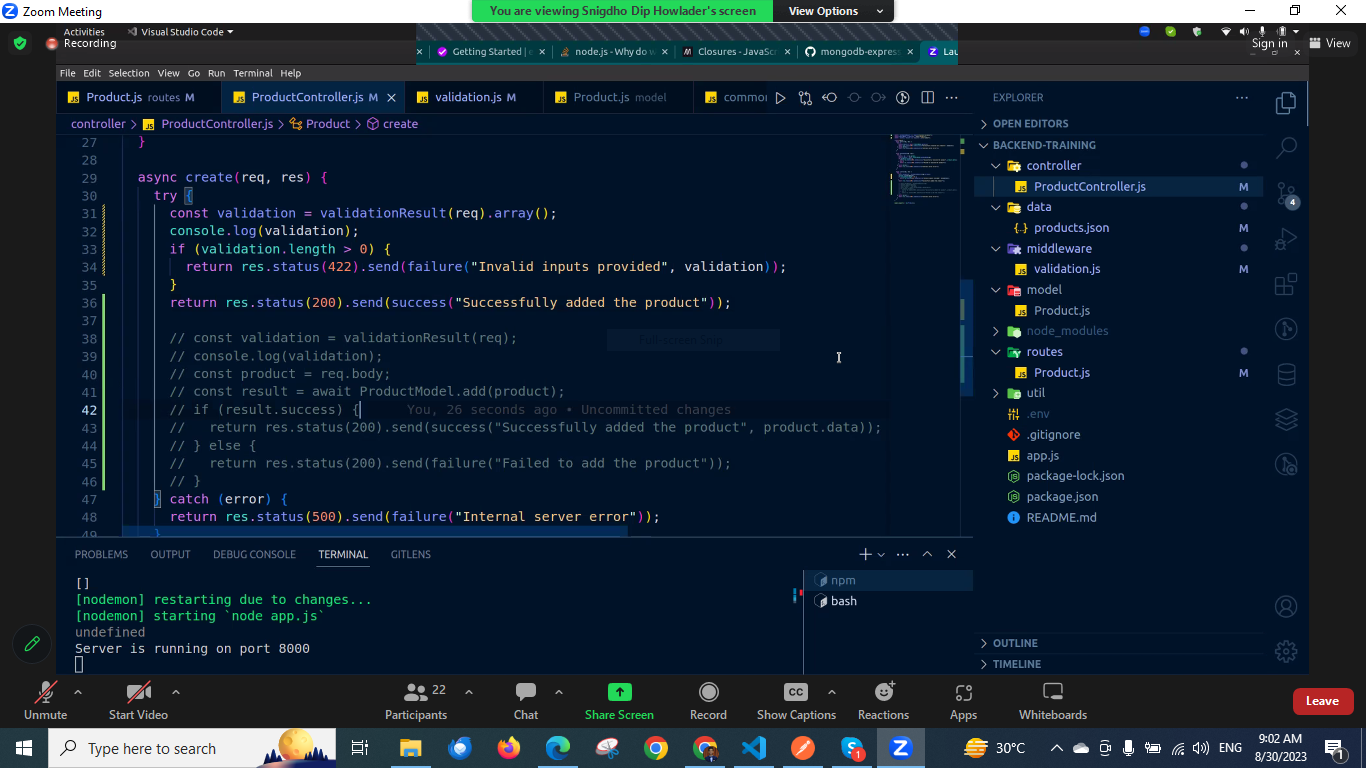 Zoom Meeting
You are viewing Snigdho Dip Howlader's screen
View Options
Activities
Visual Studio Code
Recording
Sign in
View
Getting Started |
node.js - Why do
Closures - JavaScr
mongodb-express
Lau
File Edit Selection View Go Run Terminal Help
Product.js routes M
ProductController.js M
validation.js M
Product.js model
common
controller > ProductController.js > Product > create
27 }
28
29 async create(req, res) {
30 try {
31 const validation = validationResult(req).array();
32 console.log(validation);
33 if (validation.length > 0) {
34 return res.status(422).send(failure("Invalid inputs provided", validation));
35 }
36 return res.status(200).send(success("Successfully added the product"));
37
38 // const validation = validationResult(req);
39 // console.log(validation);
40 // const product = req.body;
41 // const result = await ProductModel.add(product);
42 // if (result.success) { You, 26 seconds ago • Uncommitted changes
43 // return res.status(200).send(success("Successfully added the product", product.data));
44 // } else {
45 // return res.status(200).send(failure("Failed to add the product"));
46 // }
47 } catch (error) {
48 return res.status(500).send(failure("Internal server error"));
49 }
Full-screen Snip
EXPLORER
OPEN EDITORS
BACKEND-TRAINING
controller
ProductController.js M
data
products.json M
middleware
validation.js M
model
Product.js
node_modules
routes
Product.js M
util
.env
.gitignore
app.js
package-lock.json
package.json
README.md
OUTLINE
TIMELINE
4
PROBLEMS OUTPUT DEBUG CONSOLE TERMINAL GITLENS
[]
[nodemon] restarting due to changes...
[nodemon] starting `node app.js`
undefined
Server is running on port 8000
npm
bash
Unmute
Start Video
Participants 22
Chat
Share Screen
Record
CC
Show Captions
Reactions
Apps
Whiteboards
Leave
Type here to search
1
30°C
ENG
9:02 AM
8/30/2023
1